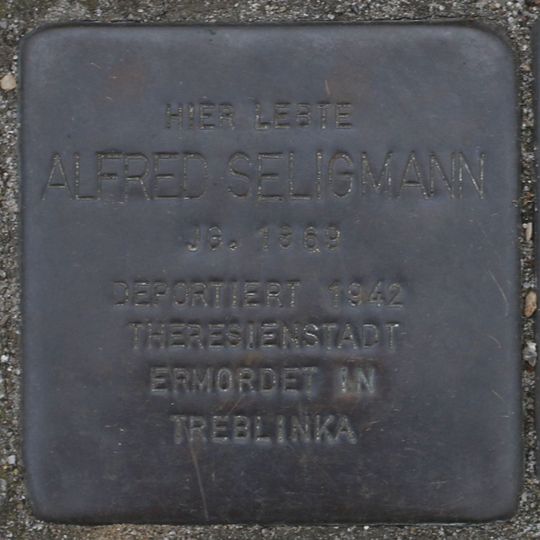 HIER LEBTE
ALFRED SELIGMANN
JG. 1869
DEPORTIERT 1942
THERESIENSTADT
ERMORDET IN
TREBLINKA